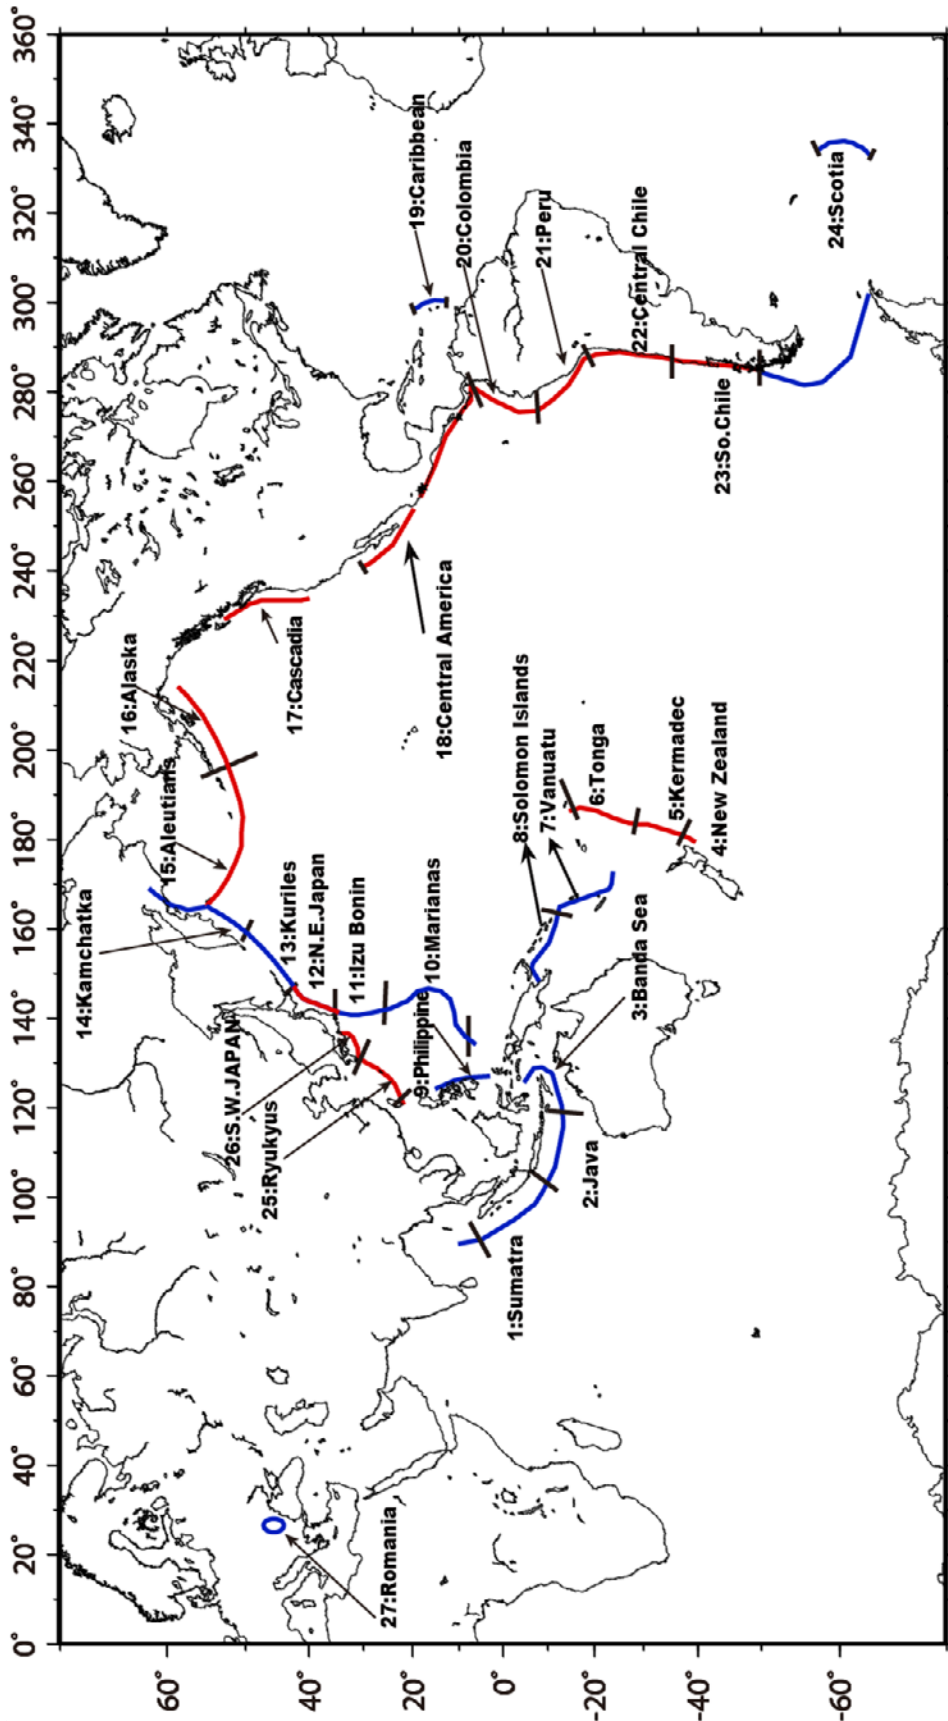 0°
20°
40°
60°
80°
100°
120°
140°
160°
180°
200°
220°
240°
260°
280°
300°
320°
340°
360°
60°
40°
20°
0°
-20°
-40°
-60°
14:Kamchatka
15:Aleutians
16:Alaska
17:Cascadia
18:Central America
19:Caribbean
20:Colombia
21:Peru
22:Central Chile
23:So.Chile
24:Scotia
13:Kuriles
12:N.E.Japan
11:Izu Bonin
10:Marianas
9:Philippine
8:Solomon Islands
7:Vanuatu
6:Tonga
5:Kermadec
4:New Zealand
3:Banda Sea
2:Java
1:Sumatra
26:S.W.JAPAN
25:Ryukyus
27:Romania